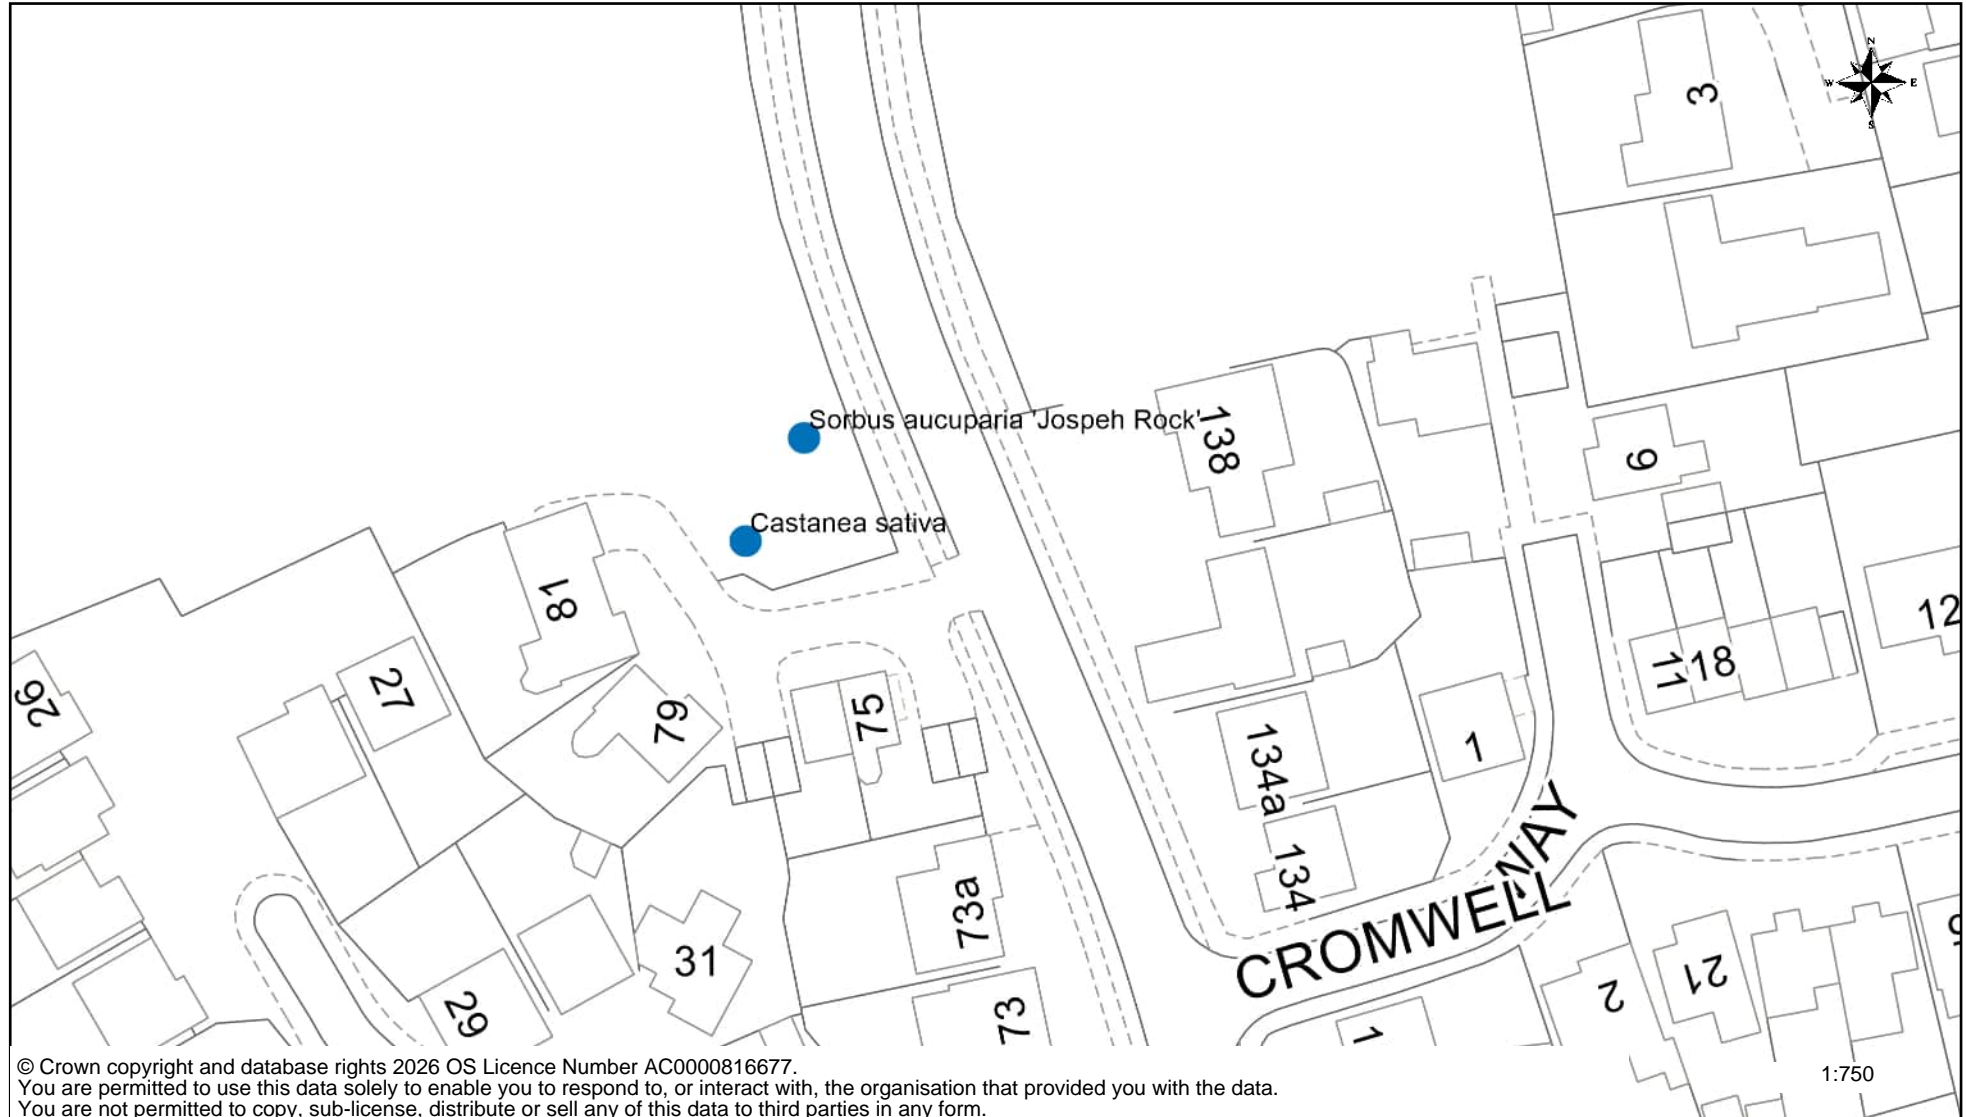 N
W E
S
3
Sorbus aucuparia 'Jospeh Rock'
138
9
Castanea sativa
81
12
11
18
27
26
79
75
134a
1
WAY
134
CROMWELL
73a
31
21
2
29
73
1
© Crown copyright and database rights 2026 OS Licence Number AC0000816677.
1:750
You are permitted to use this data solely to enable you to respond to, or interact with, the organisation that provided you with the data.
You are not permitted to copy, sub-license, distribute or sell any of this data to third parties in any form.